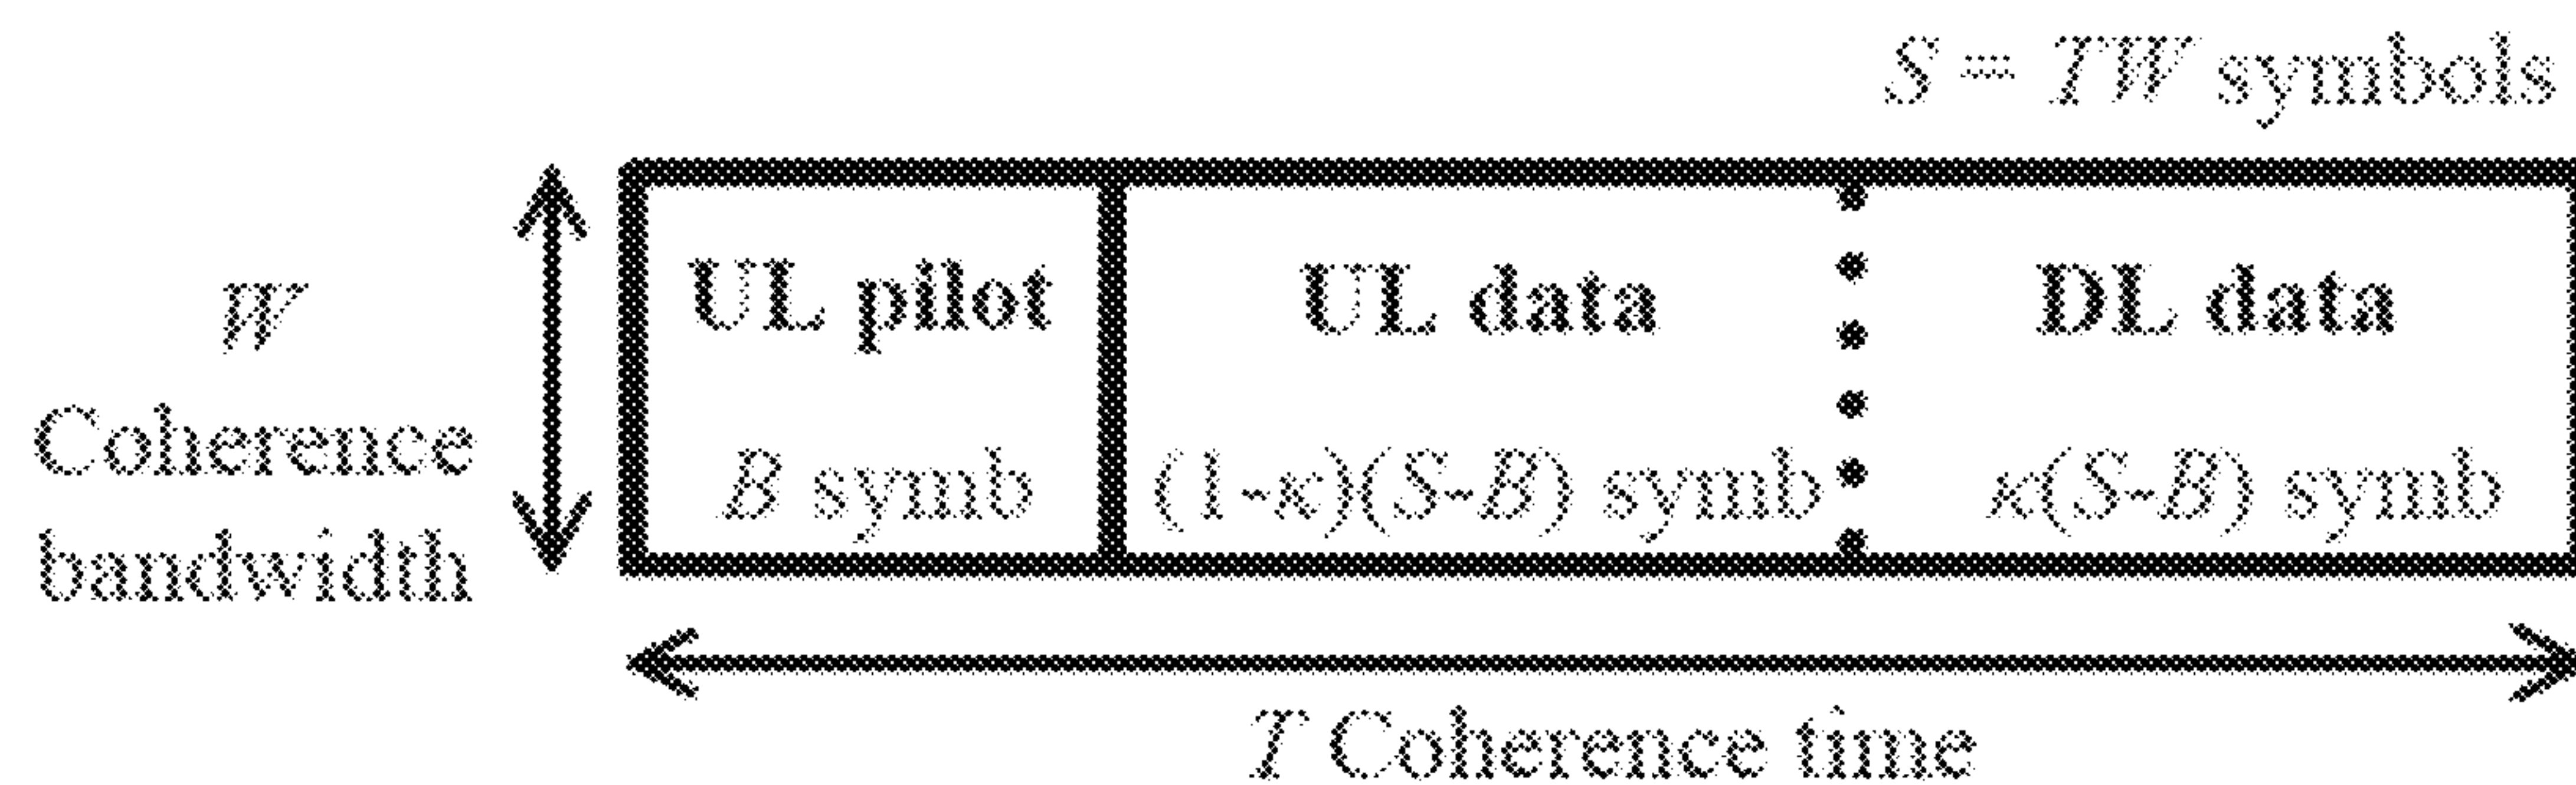 S = TW symbols
W
Coherence
bandwidth
UL pilot
B symb
UL data
(1-κ)(S-B) symb
DL data
κ(S-B) symb
T Coherence time